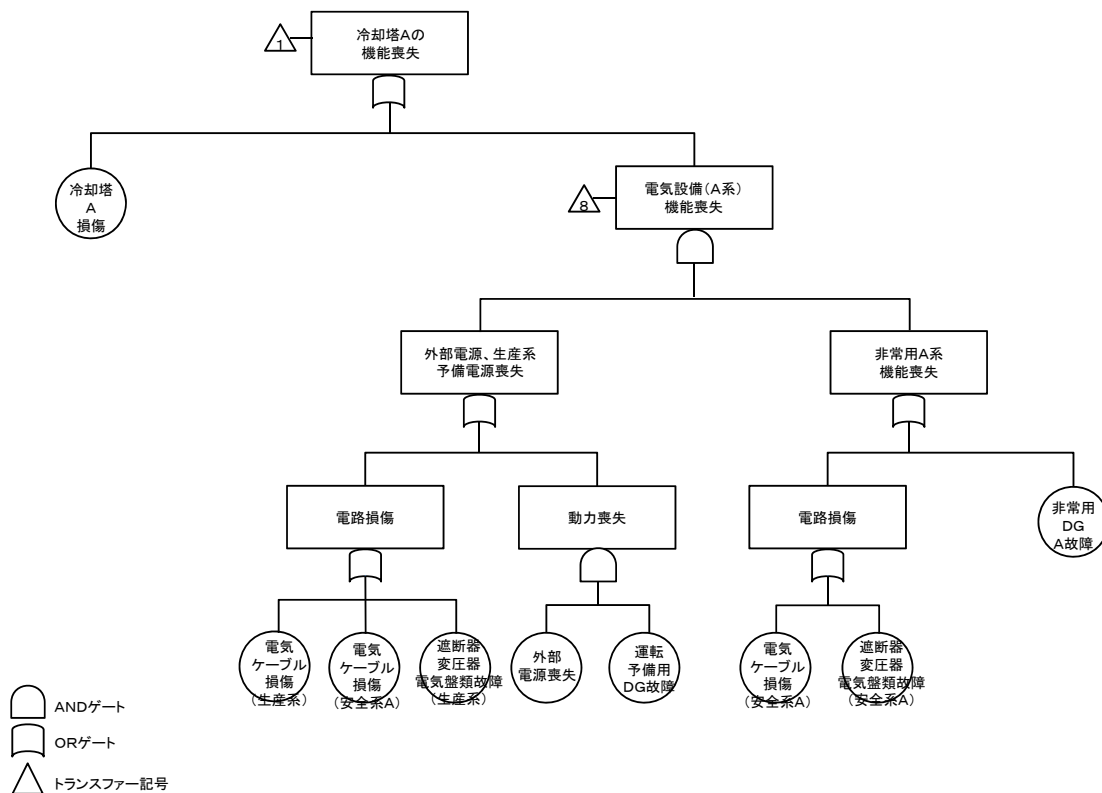 1
冷却塔Aの
機能喪失
冷却塔
A
損傷
8
電気設備(A系)
機能喪失
外部電源、生産系
予備電源喪失
非常用A系
機能喪失
電路損傷
動力喪失
電路損傷
非常用
DG
A故障
電気
ケーブル
損傷
(生産系)
電気
ケーブル
損傷
(安全系A)
遮断器
変圧器
電気盤類故障
(生産系)
外部
電源喪失
運転
予備用
DG故障
電気
ケーブル
損傷
(安全系A)
遮断器
変圧器
電気盤類故障
(安全系A)
ANDゲート
ORゲート
トランスファー記号